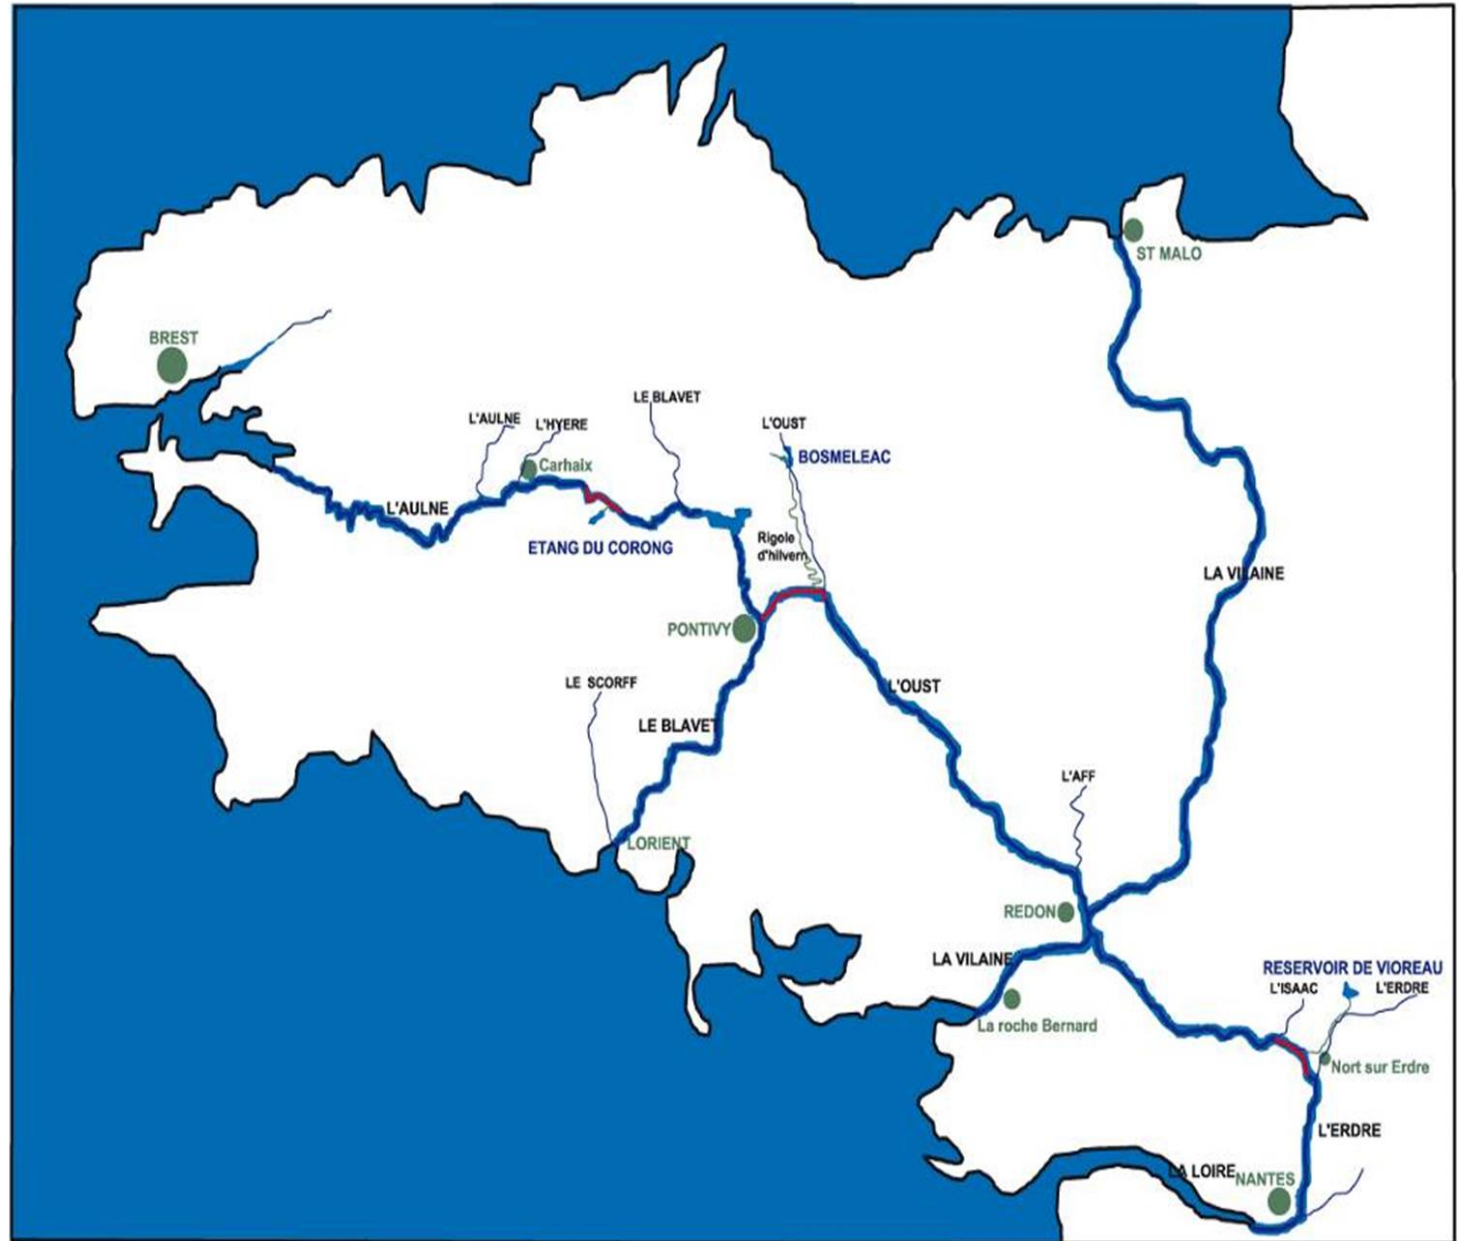 ST MALO
BREST
LE BLAVET
L'AULNE
L'HYERE
L'OUST
Carhaix
BOSMELEAC
L'AULNE
ETANG DU CORONG
Rigole
d'hilvern
LA VILAINE
PONTIVY
LE SCORFF
L'OUST
LE BLAVET
L'AFF
LORIENT
REDON
LA VILAINE
RESERVOIR DE VIOREAU
L'ISAAC
L'ERDRE
La roche Bernard
Nort sur Erdre
L'ERDRE
LA LOIRE
NANTES